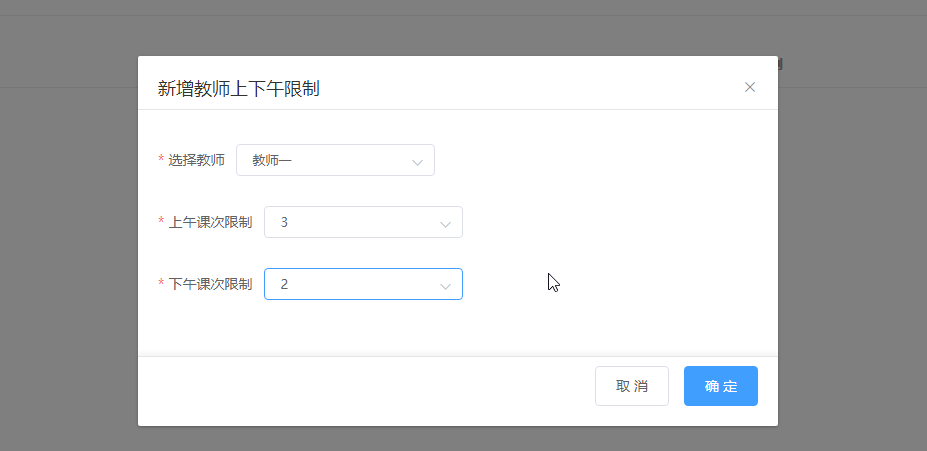 新增教师上下午限制
* 选择教师 教师一
* 上午课次限制 3
* 下午课次限制 2
取 消 确 定